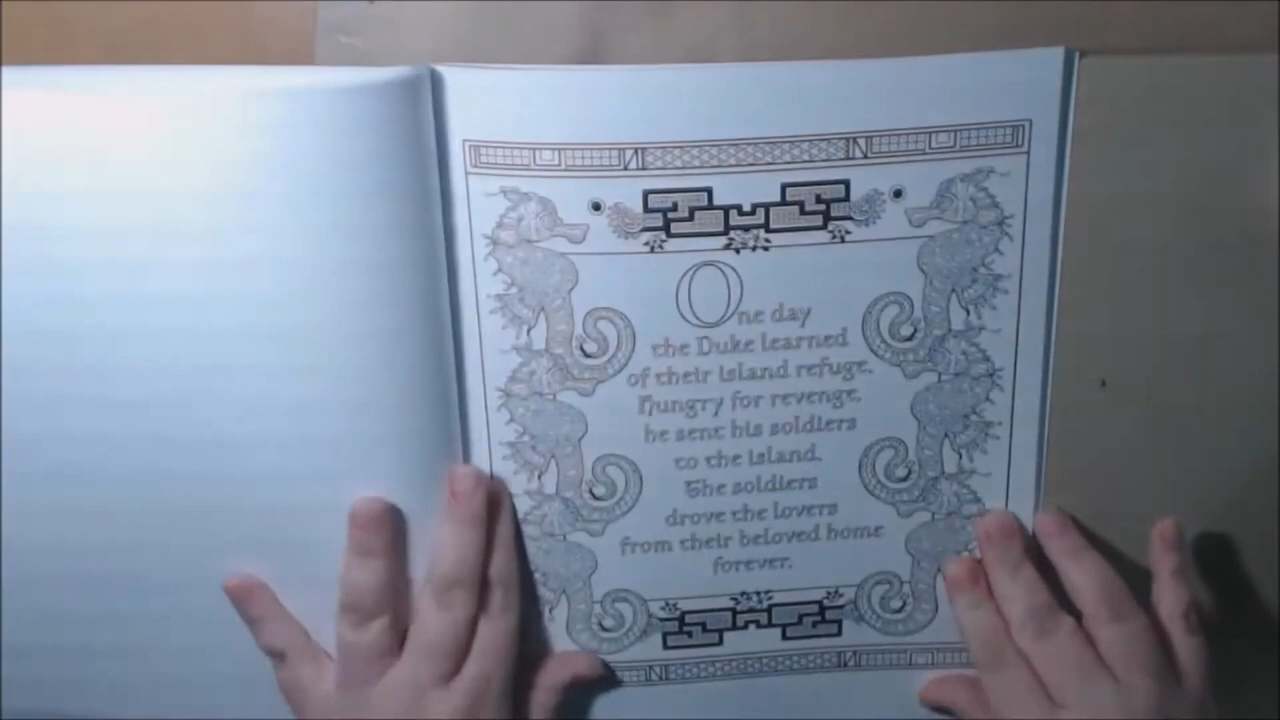 One day
the Duke learned
of their island refuge.
Hungry for revenge,
he sent his soldiers
to the island.
The soldiers
drove the lovers
from their beloved home
forever.